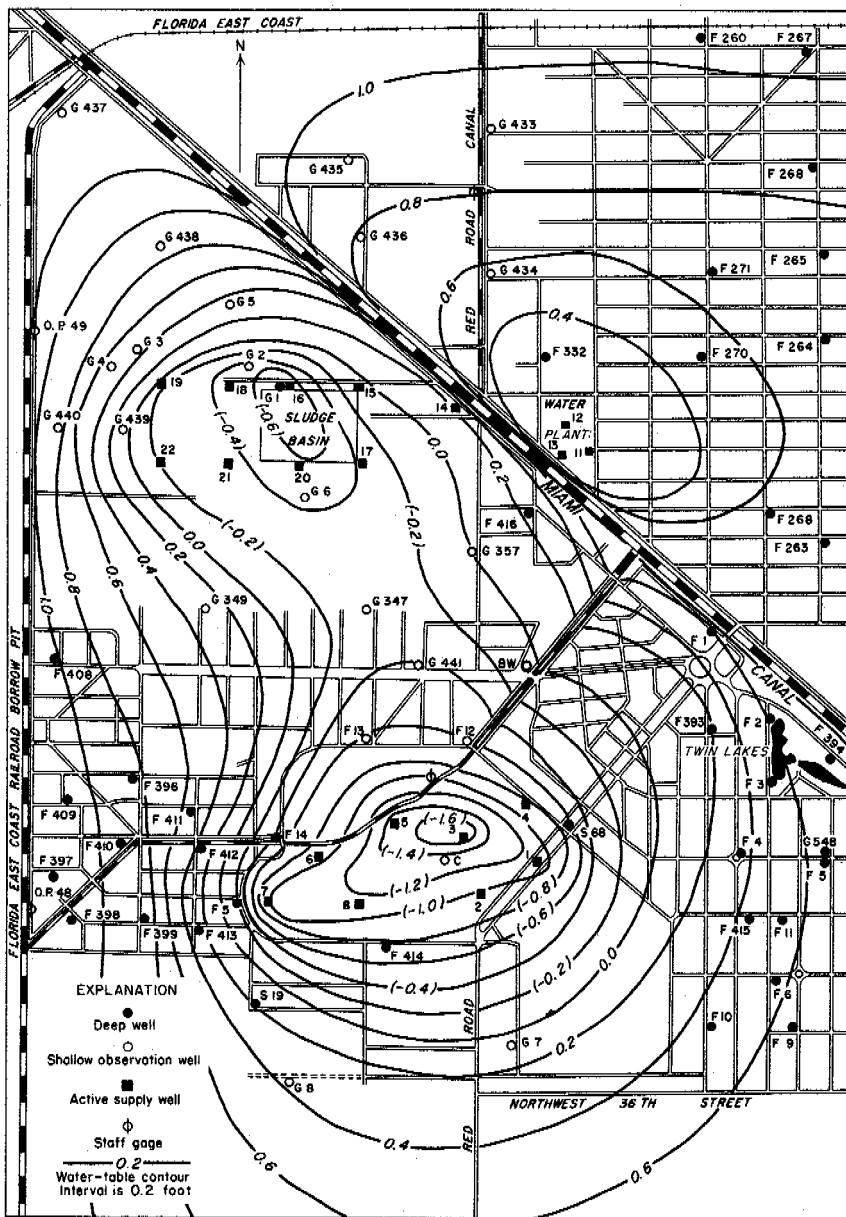 FLORIDA EAST COAST
N
F 260
F 267
G 437
1.0
CANAL
G 433
G 435
F 268
0.8
ROAD
G 436
G 438
0.6
G 434
F 271
F 265
RED
G 5
0.4
O.P. 49
G 3
G 4
G 2
F 332
F 270
F 264
19
18
G 1
16
15
14
WATER
12
PLANT
13
11
SLUDGE
BASIN
(-0.6)
(-0.4)
0.0
0.2
G 440
G 439
22
21
20
17
G 6
MIAMI
F 416
F 268
(-0.2)
(-0.2)
0.0
0.2
0.4
0.6
0.8
1.0
G 357
F 263
G 349
G 347
F 1
F 408
G 441
BW
CANAL
F 13
F 12
F 393
F 2
F 394
TWIN LAKES
F 3
F 396
F 409
F 411
F 14
5
(-1.6)
3
4
S 68
F 410
F 412
6
(-1.4)
C
1
F 4
G 548
F 5
F 397
O.P. 48
7
8
(-1.2)
(-1.0)
2
(-0.8)
(-0.6)
F 398
F 399
F 5
F 413
F 414
F 415
F 11
(-0.4)
(-0.2)
0.0
FLORIDA EAST COAST RAILROAD BORROW PIT
EXPLANATION
Deep well
Shallow observation well
Active supply well
Staff gage
0.2
Water-table contour
Interval is 0.2 foot
S 19
F 6
F 10
F 9
ROAD
G 7
0.2
G 8
NORTHWEST 36 TH STREET
RED
0.4
0.6
0.6